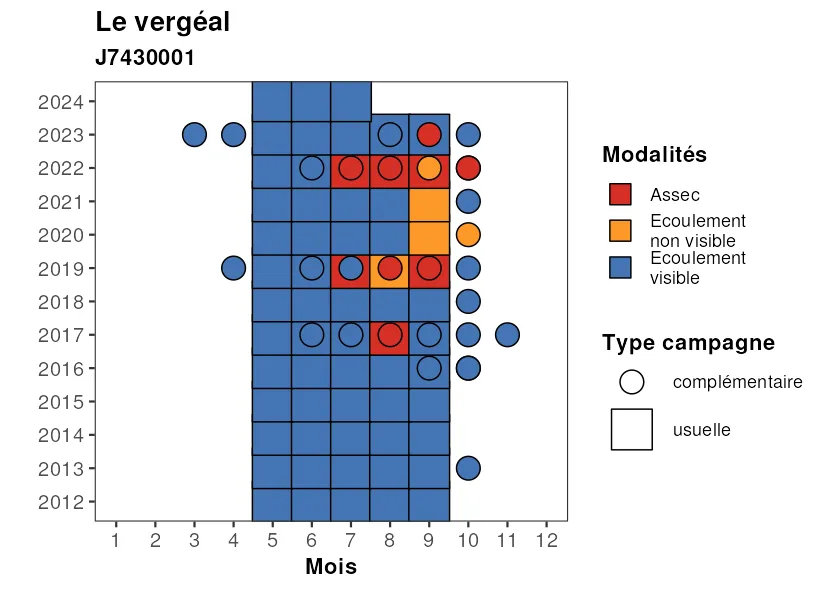 Le vergéal
J7430001
2024
2023
2022
2021
2020
2019
2018
2017
2016
2015
2014
2013
2012
1 2 3 4 5 6 7 8 9 10 11 12
Mois
Modalités
Assec
Ecoulement
non visible
Ecoulement
visible
Type campagne
complémentaire
usuelle